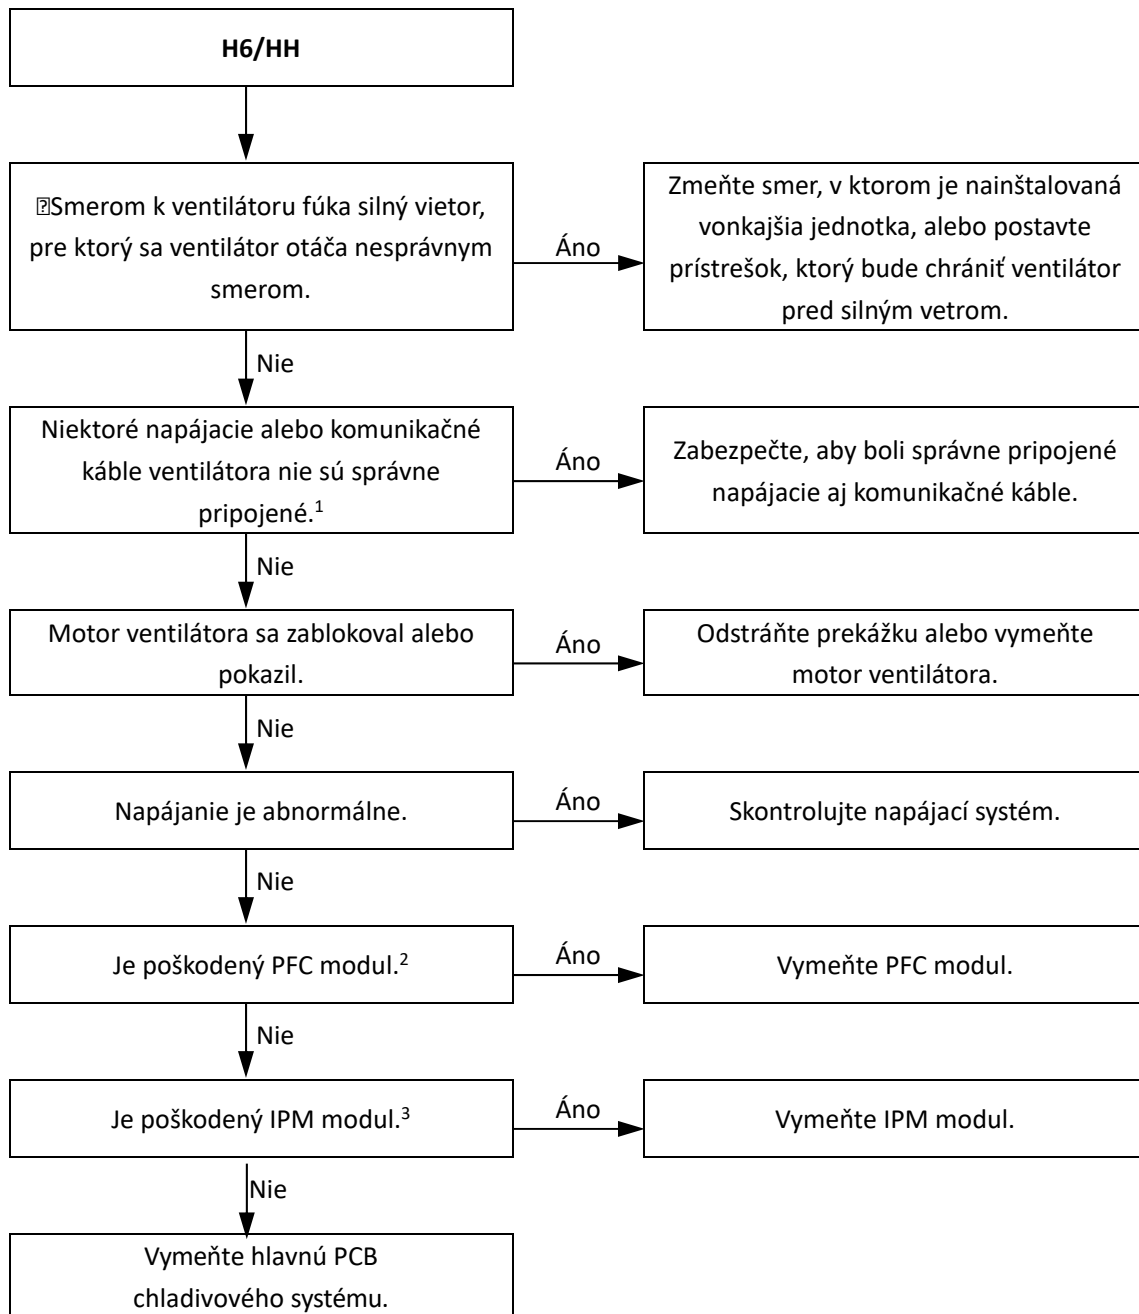 H6/HH
Smerom k ventilátoru fúka silný vietor,
pre ktorý sa ventilátor otáča nesprávnym
smerom.
Áno
Zmeňte smer, v ktorom je nainštalovaná
vonkajšia jednotka, alebo postavte
prístrešok, ktorý bude chrániť ventilátor
pred silným vetrom.
Nie
Niektoré napájacie alebo komunikačné
káble ventilátora nie sú správne
pripojené.1
Áno
Zabezpečte, aby boli správne pripojené
napájacie aj komunikačné káble.
Nie
Motor ventilátora sa zablokoval alebo
pokazil.
Áno
Odstráňte prekážku alebo vymeňte
motor ventilátora.
Nie
Napájanie je abnormálne.
Áno
Skontrolujte napájací systém.
Nie
Je poškodený PFC modul.2
Áno
Vymeňte PFC modul.
Nie
Je poškodený IPM modul.3
Áno
Vymeňte IPM modul.
Nie
Vymeňte hlavnú PCB
chladivového systému.